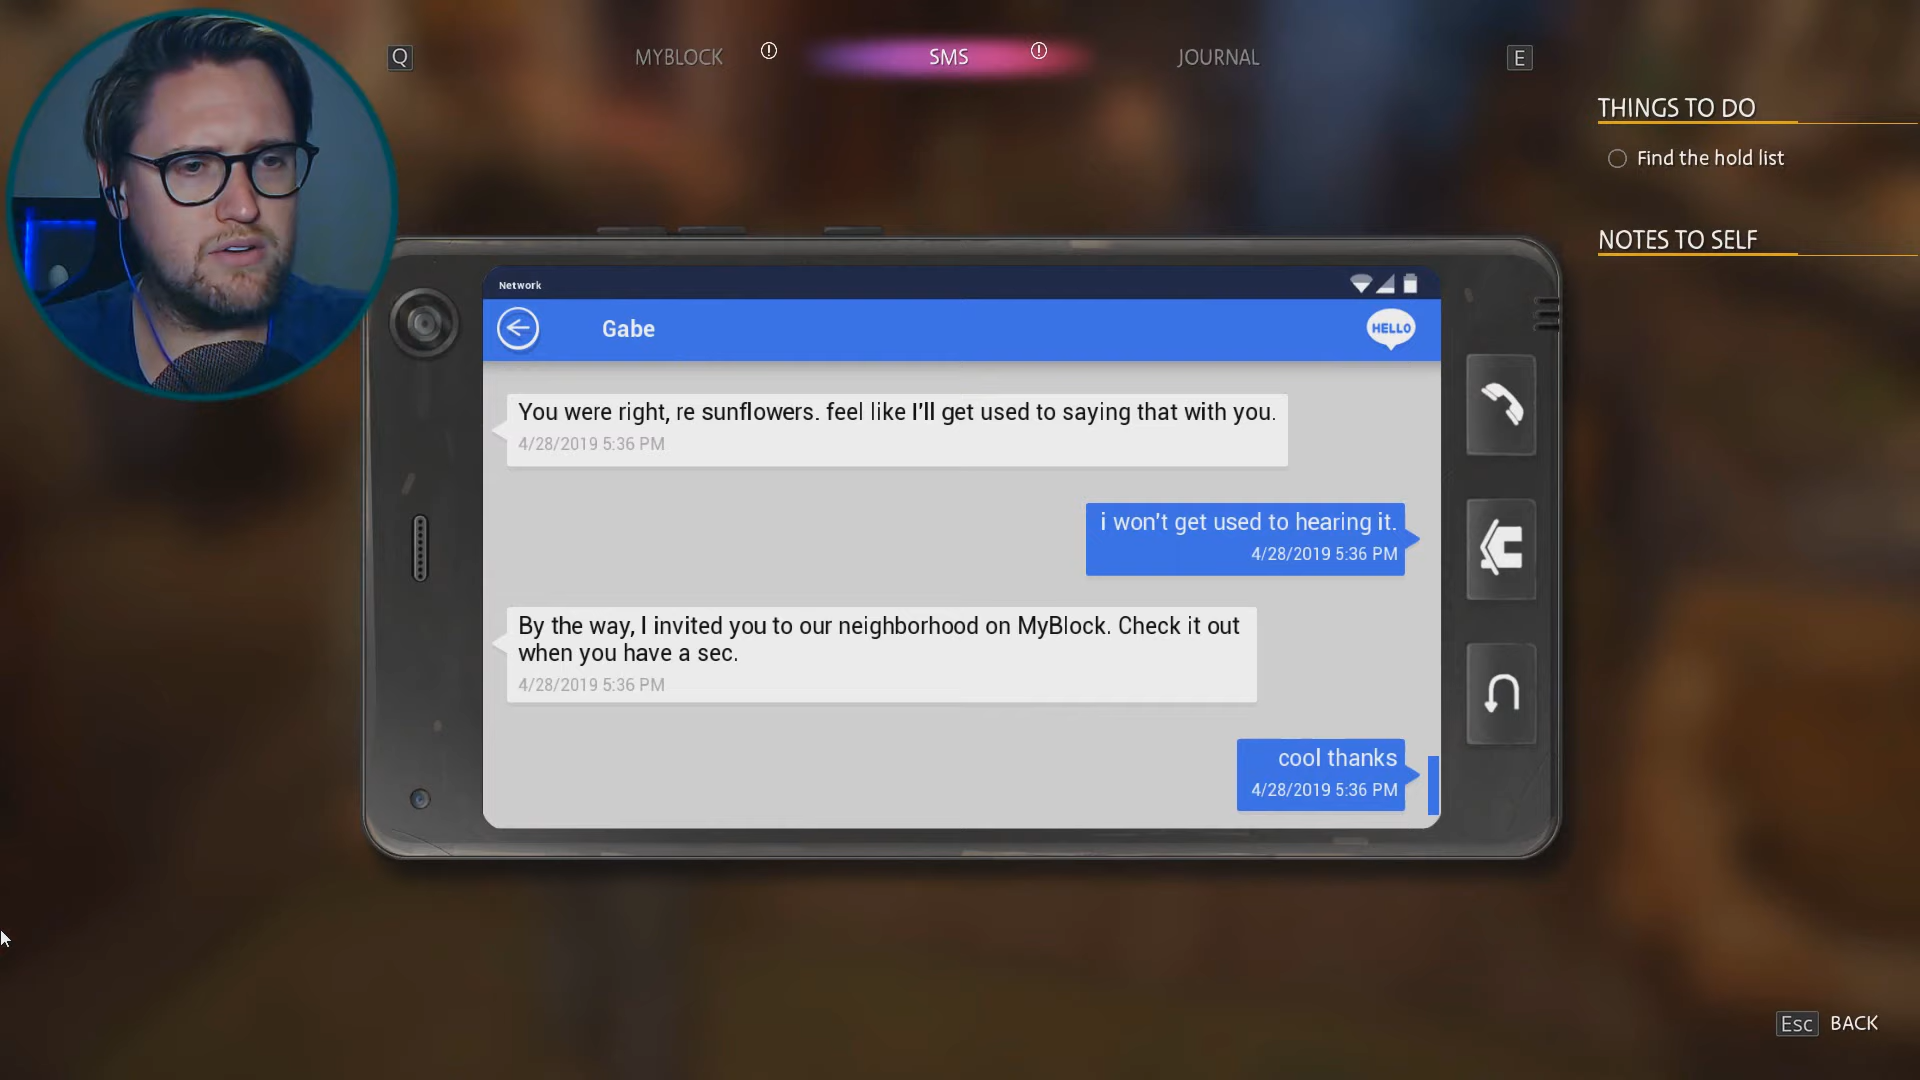 Q
MYBLOCK
SMS
JOURNAL
E
THINGS TO DO
Find the hold list
NOTES TO SELF
Network
Gabe
HELLO
You were right, re sunflowers. feel like I'll get used to saying that with you.
4/28/2019 5:36 PM
i won't get used to hearing it.
4/28/2019 5:36 PM
By the way, I invited you to our neighborhood on MyBlock. Check it out
when you have a sec.
4/28/2019 5:36 PM
cool thanks
4/28/2019 5:36 PM
Esc BACK